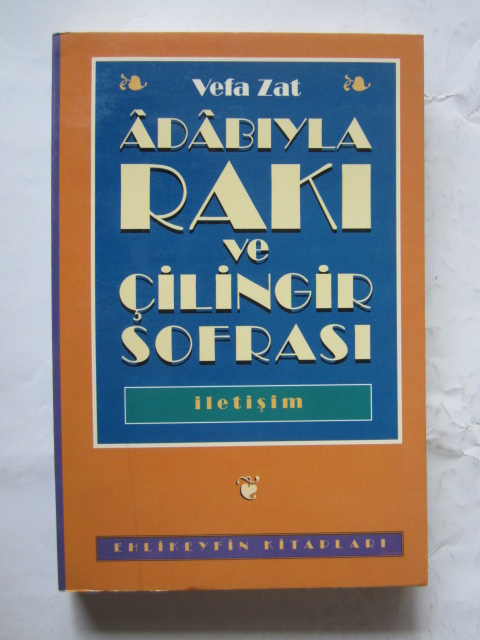 Vefa Zat
ÂDÂBIYLA
RAKI
ve
ÇİLİNGİR
SOFRASI
iletişim
EHLİKEYFİN KİTAPLARI